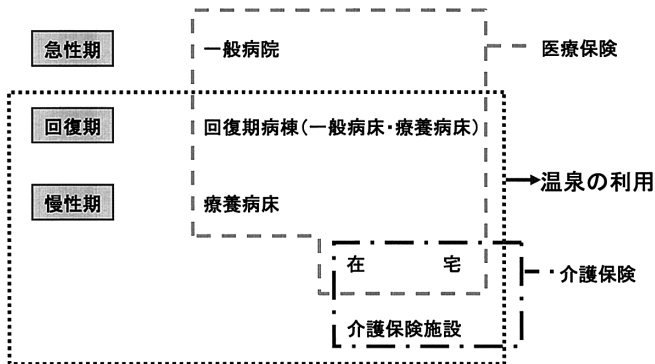 急性期 一般病院 医療保険
回復期 回復期病棟(一般病床・療養病床)
温泉の利用
慢性期 療養病床
在 宅
介護保険
介護保険施設